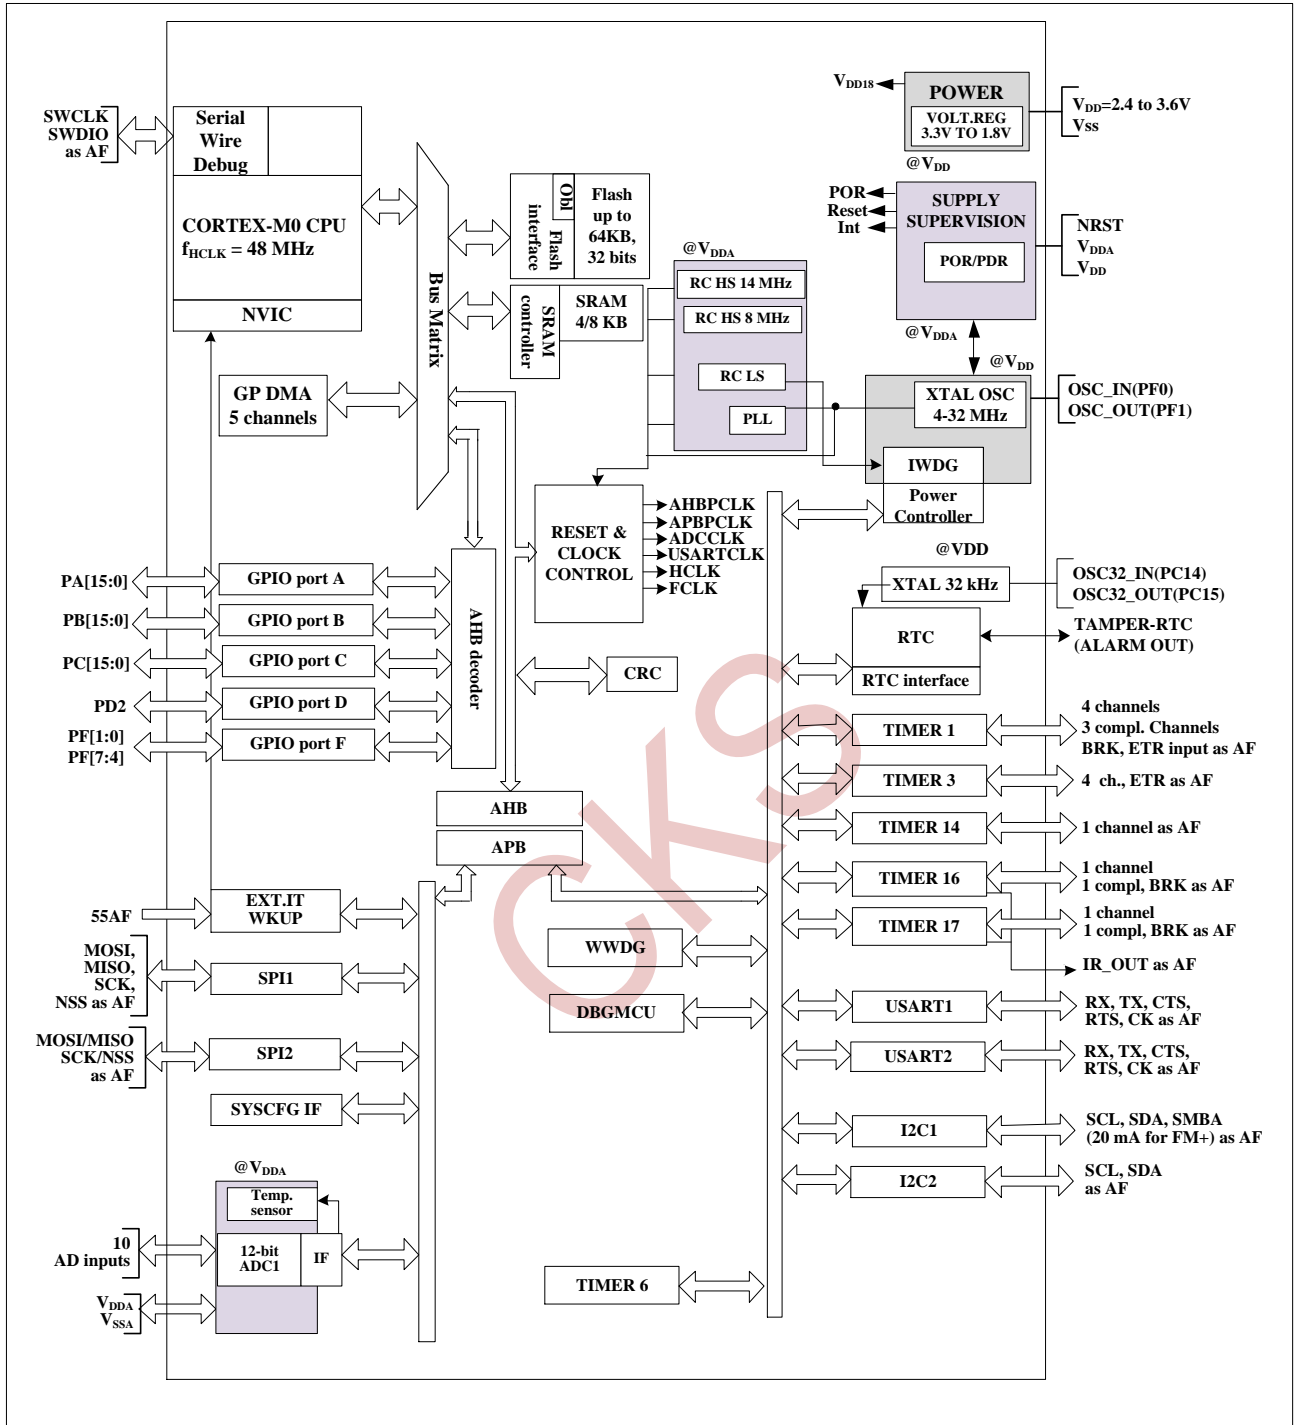 SWCLK
SWDIO
as AF
Serial
Wire
Debug
CORTEX-M0 CPU
fHCLK = 48 MHz
NVIC
GP DMA
5 channels
Bus Matrix
Obl
Flash
interface
Flash
up to
64KB,
32 bits
SRAM
controller
SRAM
4/8 KB
@VDDA
RC HS 14 MHz
RC HS 8 MHz
RC LS
PLL
VDD18
POWER
VOLT.REG
3.3V TO 1.8V
VDD=2.4 to 3.6V
Vss
@VDD
POR
Reset
Int
SUPPLY
SUPERVISION
POR/PDR
NRST
VDDA
VDD
@VDDA
@VDD
XTAL OSC
4-32 MHz
OSC_IN(PF0)
OSC_OUT(PF1)
IWDG
Power
Controller
RESET &
CLOCK
CONTROL
AHBPCLK
APBPCLK
ADCCLK
USARTCLK
HCLK
FCLK
@VDD
XTAL 32 kHz
OSC32_IN(PC14)
OSC32_OUT(PC15)
RTC
RTC interface
TAMPER-RTC
(ALARM OUT)
PA[15:0]
GPIO port A
PB[15:0]
GPIO port B
PC[15:0]
GPIO port C
PD2
GPIO port D
PF[1:0]
PF[7:4]
GPIO port F
AHB decoder
CRC
AHB
APB
TIMER 1
4 channels
3 compl. Channels
BRK, ETR input as AF
TIMER 3
4 ch., ETR as AF
TIMER 14
1 channel as AF
TIMER 16
1 channel
1 compl, BRK as AF
TIMER 17
1 channel
1 compl, BRK as AF
IR_OUT as AF
55AF
EXT.IT
WKUP
MOSI,
MISO,
SCK,
NSS as AF
SPI1
MOSI/MISO
SCK/NSS
as AF
SPI2
SYSCFG IF
WWDG
DBGMCU
USART1
RX, TX, CTS,
RTS, CK as AF
USART2
RX, TX, CTS,
RTS, CK as AF
I2C1
SCL, SDA, SMBA
(20 mA for FM+) as AF
I2C2
SCL, SDA
as AF
@VDDA
Temp.
sensor
10
AD inputs
12-bit
ADC1
IF
VDDA
VSSA
TIMER 6
CKS